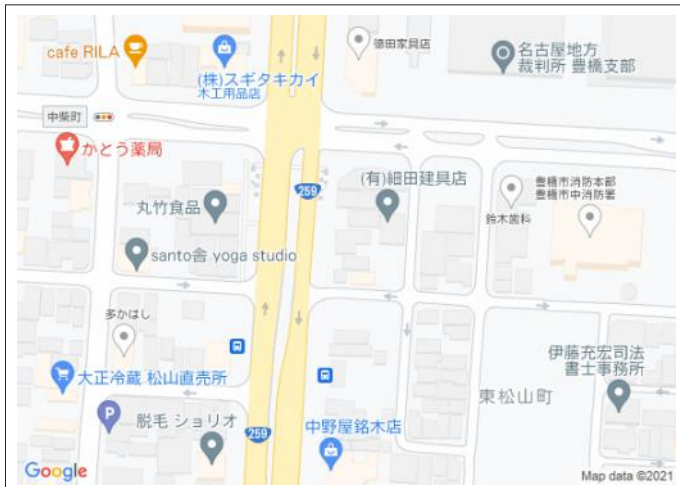 cafe RILA
(株)スギタキカイ
木工用品店
徳田家具店
名古屋地方
裁判所 豊橋支部
中柴町
かとう薬局
259
(有)細田建具店
丸竹食品
鈴木歯科
豊橋市消防本部
豊橋市中消防署
santo舎 yoga studio
多かはし
大正冷蔵 松山直売所
伊藤充宏司法
書士事務所
東松山町
P
脱毛 ショリオ
259
中野屋銘木店
Google
Map data ©2021